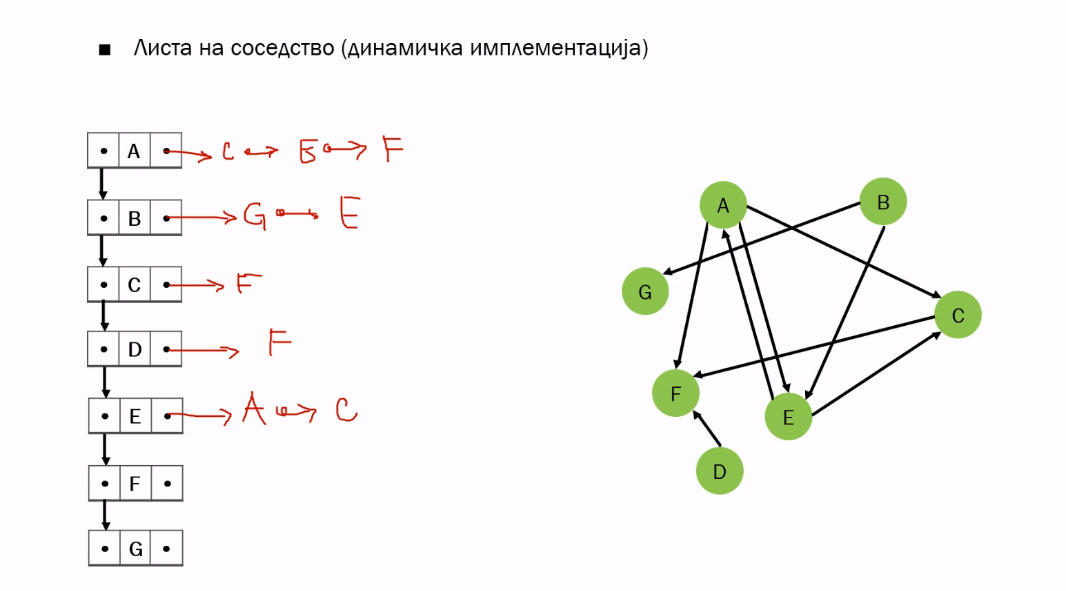 ▪ Листа на соседство (динамичка имплементација)
A → C → E → F
B → G → E
C → F
D → F
E → A → C
F
G
A
B
G
C
F
E
D